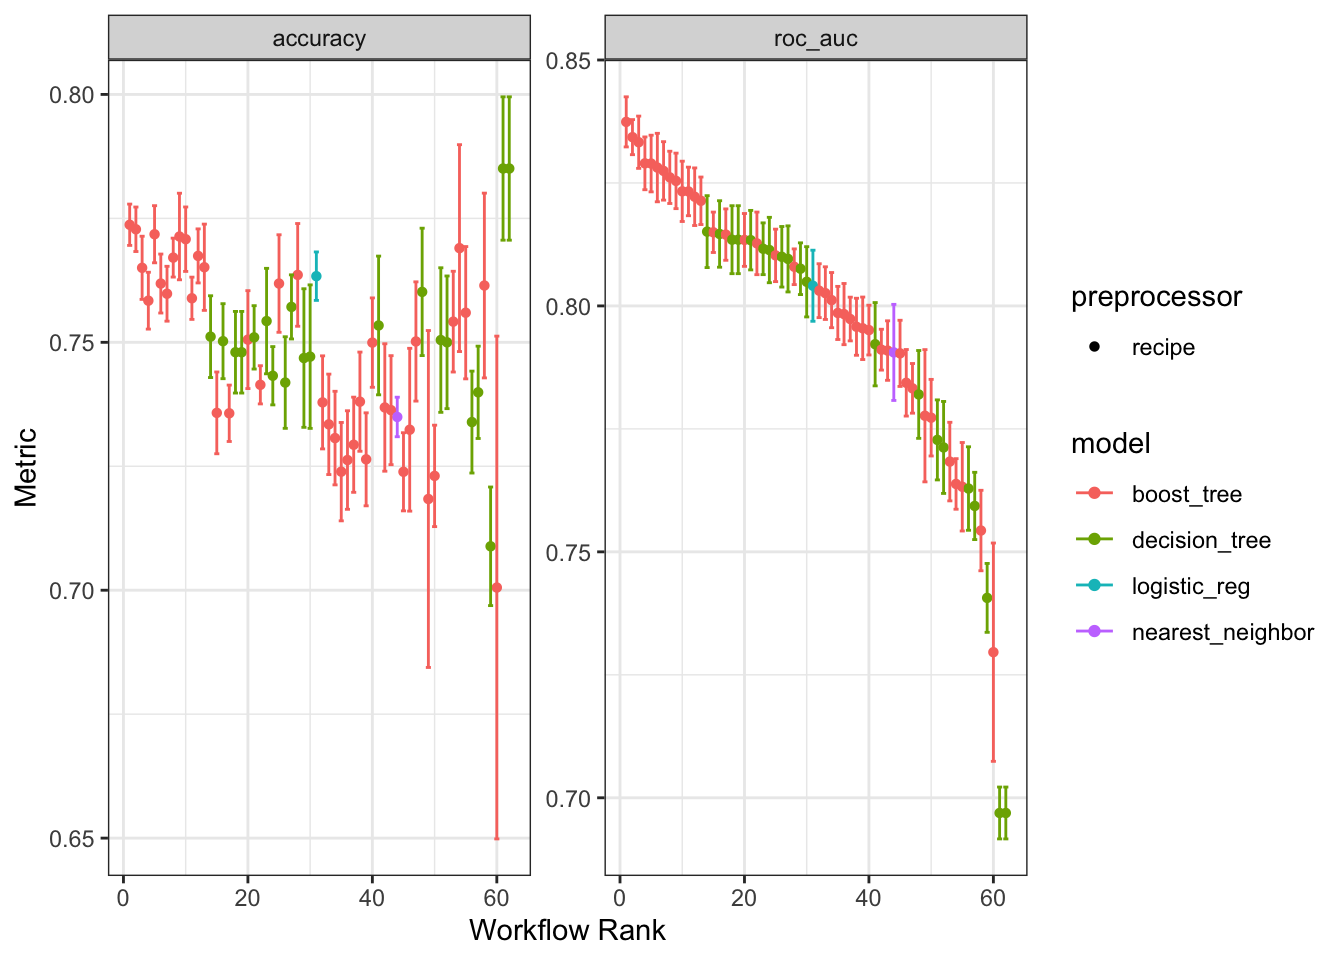 accuracy
roc_auc
0.80
0.75
0.70
0.65
0.85
0.80
0.75
0.70
0
20
40
60
0
20
40
60
Metric
Workflow Rank
preprocessor
recipe
model
boost_tree
decision_tree
logistic_reg
nearest_neighbor